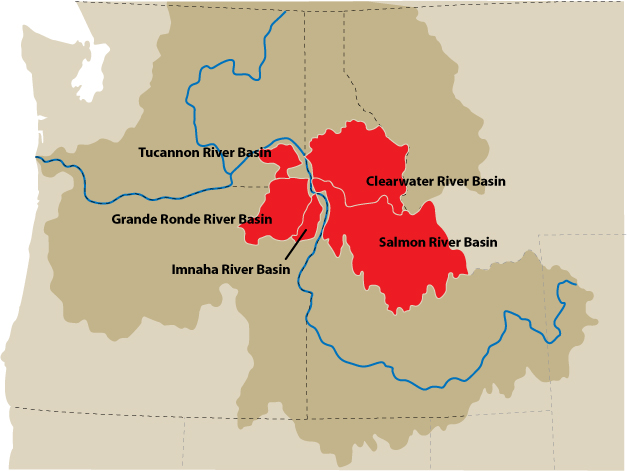 Tucannon River Basin
Clearwater River Basin
Grande Ronde River Basin
Salmon River Basin
Imnaha River Basin